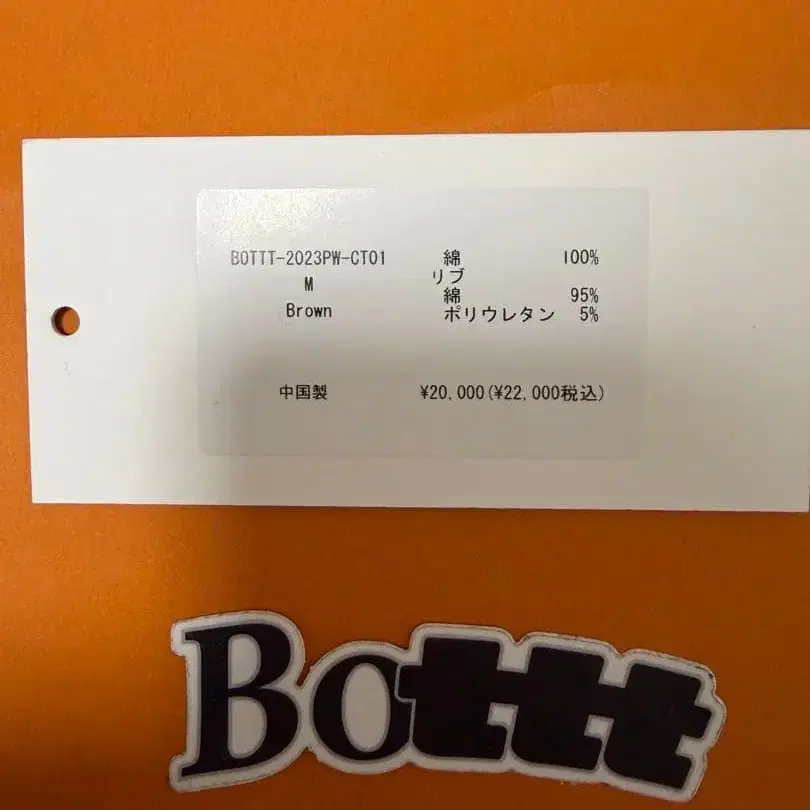 BOTTT-2023PW-CT01 綿 100%
リブ
M
綿 95%
Brown
ポリウレタン 5%
中国製 ¥20,000(¥22,000税込)
Bottt